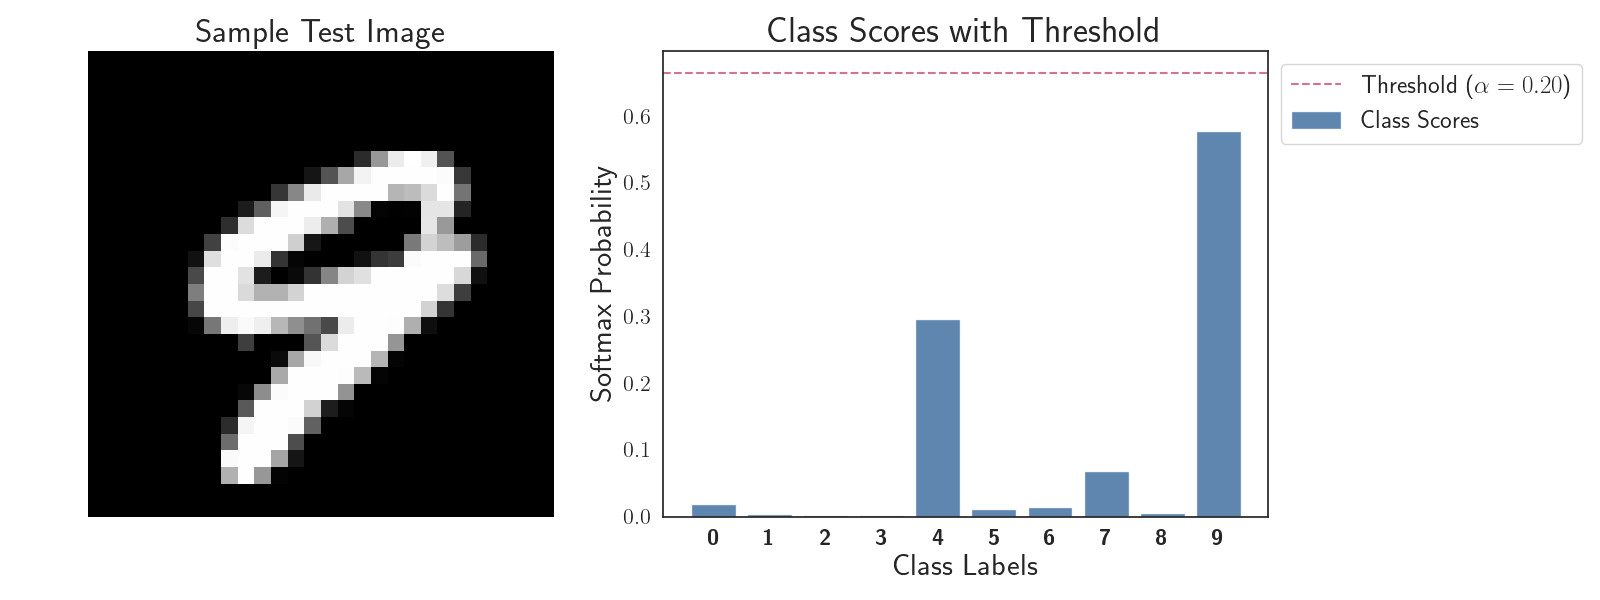 Sample Test Image
9
Class Scores with Threshold
Softmax Probability
0.6
0.5
0.4
0.3
0.2
0.1
0.0
0 1 2 3 4 5 6 7 8 9
Class Labels
Threshold (α = 0.20)
Class Scores